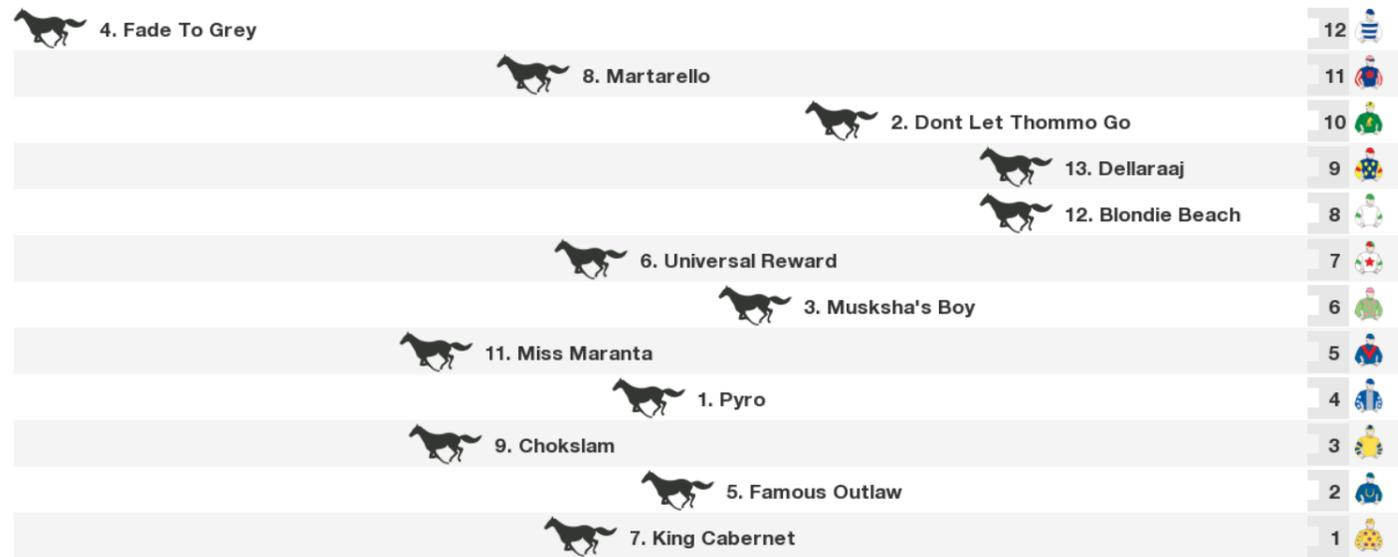 4. Fade To Grey 12
8. Martarello 11
2. Dont Let Thommo Go 10
13. Dellaraaj 9
12. Blondie Beach 8
6. Universal Reward 7
3. Musksha's Boy 6
11. Miss Maranta 5
1. Pyro 4
9. Chokslam 3
5. Famous Outlaw 2
7. King Cabernet 1